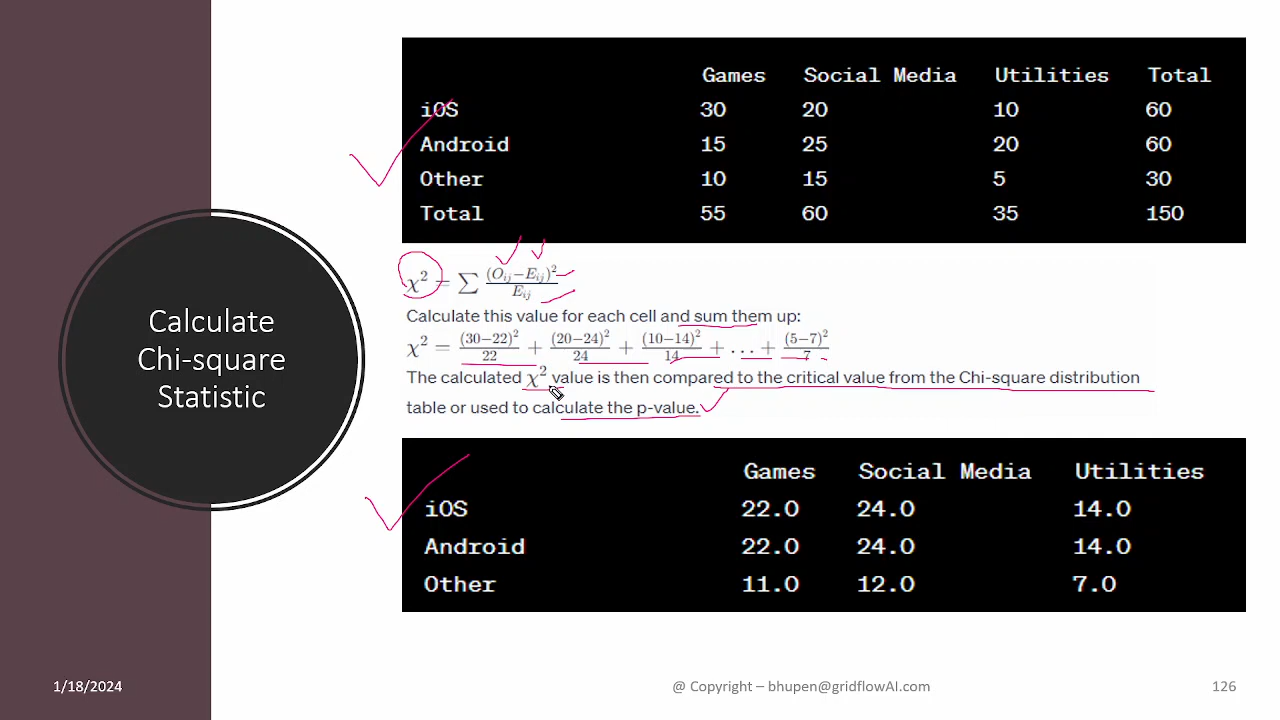 Calculate
Chi-square
Statistic
Games Social Media Utilities Total
iOS 30 20 10 60
Android 15 25 20 60
Other 10 15 5 30
Total 55 60 35 150
χ² = ∑ (O_ij−E_ij)²/E_ij
Calculate this value for each cell and sum them up:
χ² = (30−22)²/22 + (20−24)²/24 + (10−14)²/14 + … + (5−7)²/7
The calculated χ² value is then compared to the critical value from the Chi-square distribution
table or used to calculate the p-value.
Games Social Media Utilities
iOS 22.0 24.0 14.0
Android 22.0 24.0 14.0
Other 11.0 12.0 7.0
1/18/2024
@ Copyright – bhupen@gridflowAI.com
126